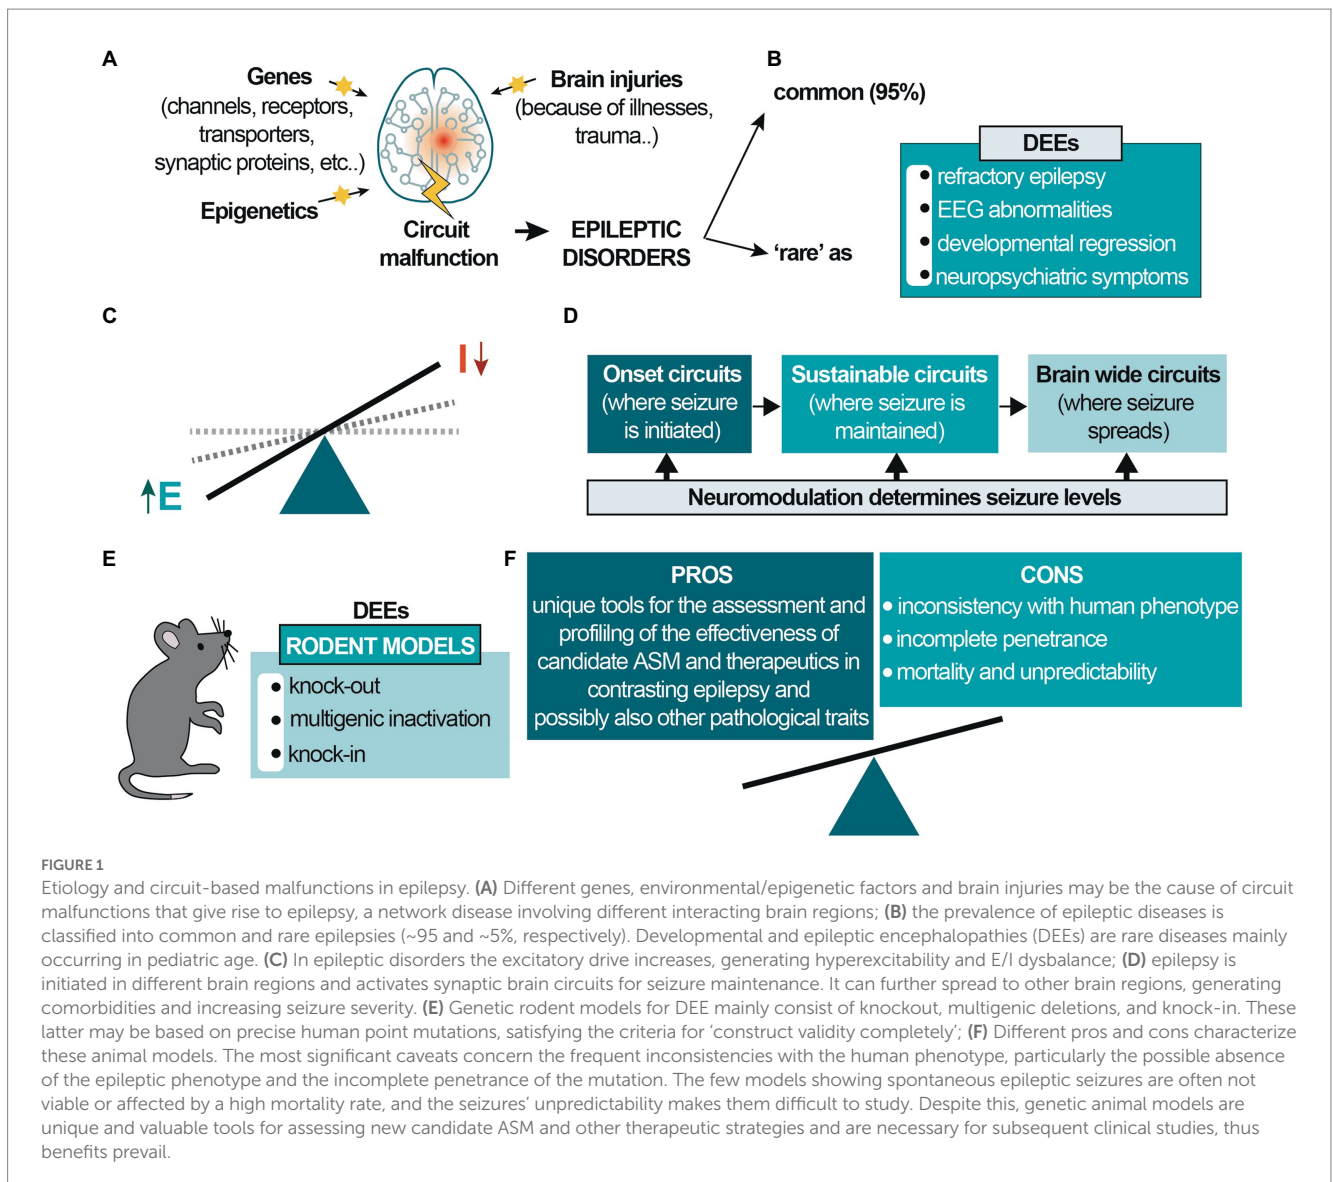 A
Genes
(channels, receptors,
transporters,
synaptic proteins, etc..)
Epigenetics
Brain injuries
(because of illnesses,
trauma..)
Circuit
malfunction
EPILEPTIC
DISORDERS
B
common (95%)
‘rare’ as
DEEs
• refractory epilepsy
• EEG abnormalities
• developmental regression
• neuropsychiatric symptoms
C
I↓
↑E
D
Onset circuits
(where seizure
is initiated)
Sustainable circuits
(where seizure is
maintained)
Brain wide circuits
(where seizure
spreads)
Neuromodulation determines seizure levels
E
DEEs
RODENT MODELS
• knock-out
• multigenic inactivation
• knock-in
F
PROS
unique tools for the assessment and
profiilng of the effectiveness of
candidate ASM and therapeutics in
contrasting epilepsy and
possibly also other pathological traits
CONS
• inconsistency with human phenotype
• incomplete penetrance
• mortality and unpredictability
FIGURE 1
Etiology and circuit-based malfunctions in epilepsy. (A) Different genes, environmental/epigenetic factors and brain injuries may be the cause of circuit
malfunctions that give rise to epilepsy, a network disease involving different interacting brain regions; (B) the prevalence of epileptic diseases is
classified into common and rare epilepsies (~95 and ~5%, respectively). Developmental and epileptic encephalopathies (DEEs) are rare diseases mainly
occurring in pediatric age. (C) In epileptic disorders the excitatory drive increases, generating hyperexcitability and E/I dysbalance; (D) epilepsy is
initiated in different brain regions and activates synaptic brain circuits for seizure maintenance. It can further spread to other brain regions, generating
comorbidities and increasing seizure severity. (E) Genetic rodent models for DEE mainly consist of knockout, multigenic deletions, and knock-in. These
latter may be based on precise human point mutations, satisfying the criteria for ‘construct validity completely’; (F) Different pros and cons characterize
these animal models. The most significant caveats concern the frequent inconsistencies with the human phenotype, particularly the possible absence
of the epileptic phenotype and the incomplete penetrance of the mutation. The few models showing spontaneous epileptic seizures are often not
viable or affected by a high mortality rate, and the seizures’ unpredictability makes them difficult to study. Despite this, genetic animal models are
unique and valuable tools for assessing new candidate ASM and other therapeutic strategies and are necessary for subsequent clinical studies, thus
benefits prevail.